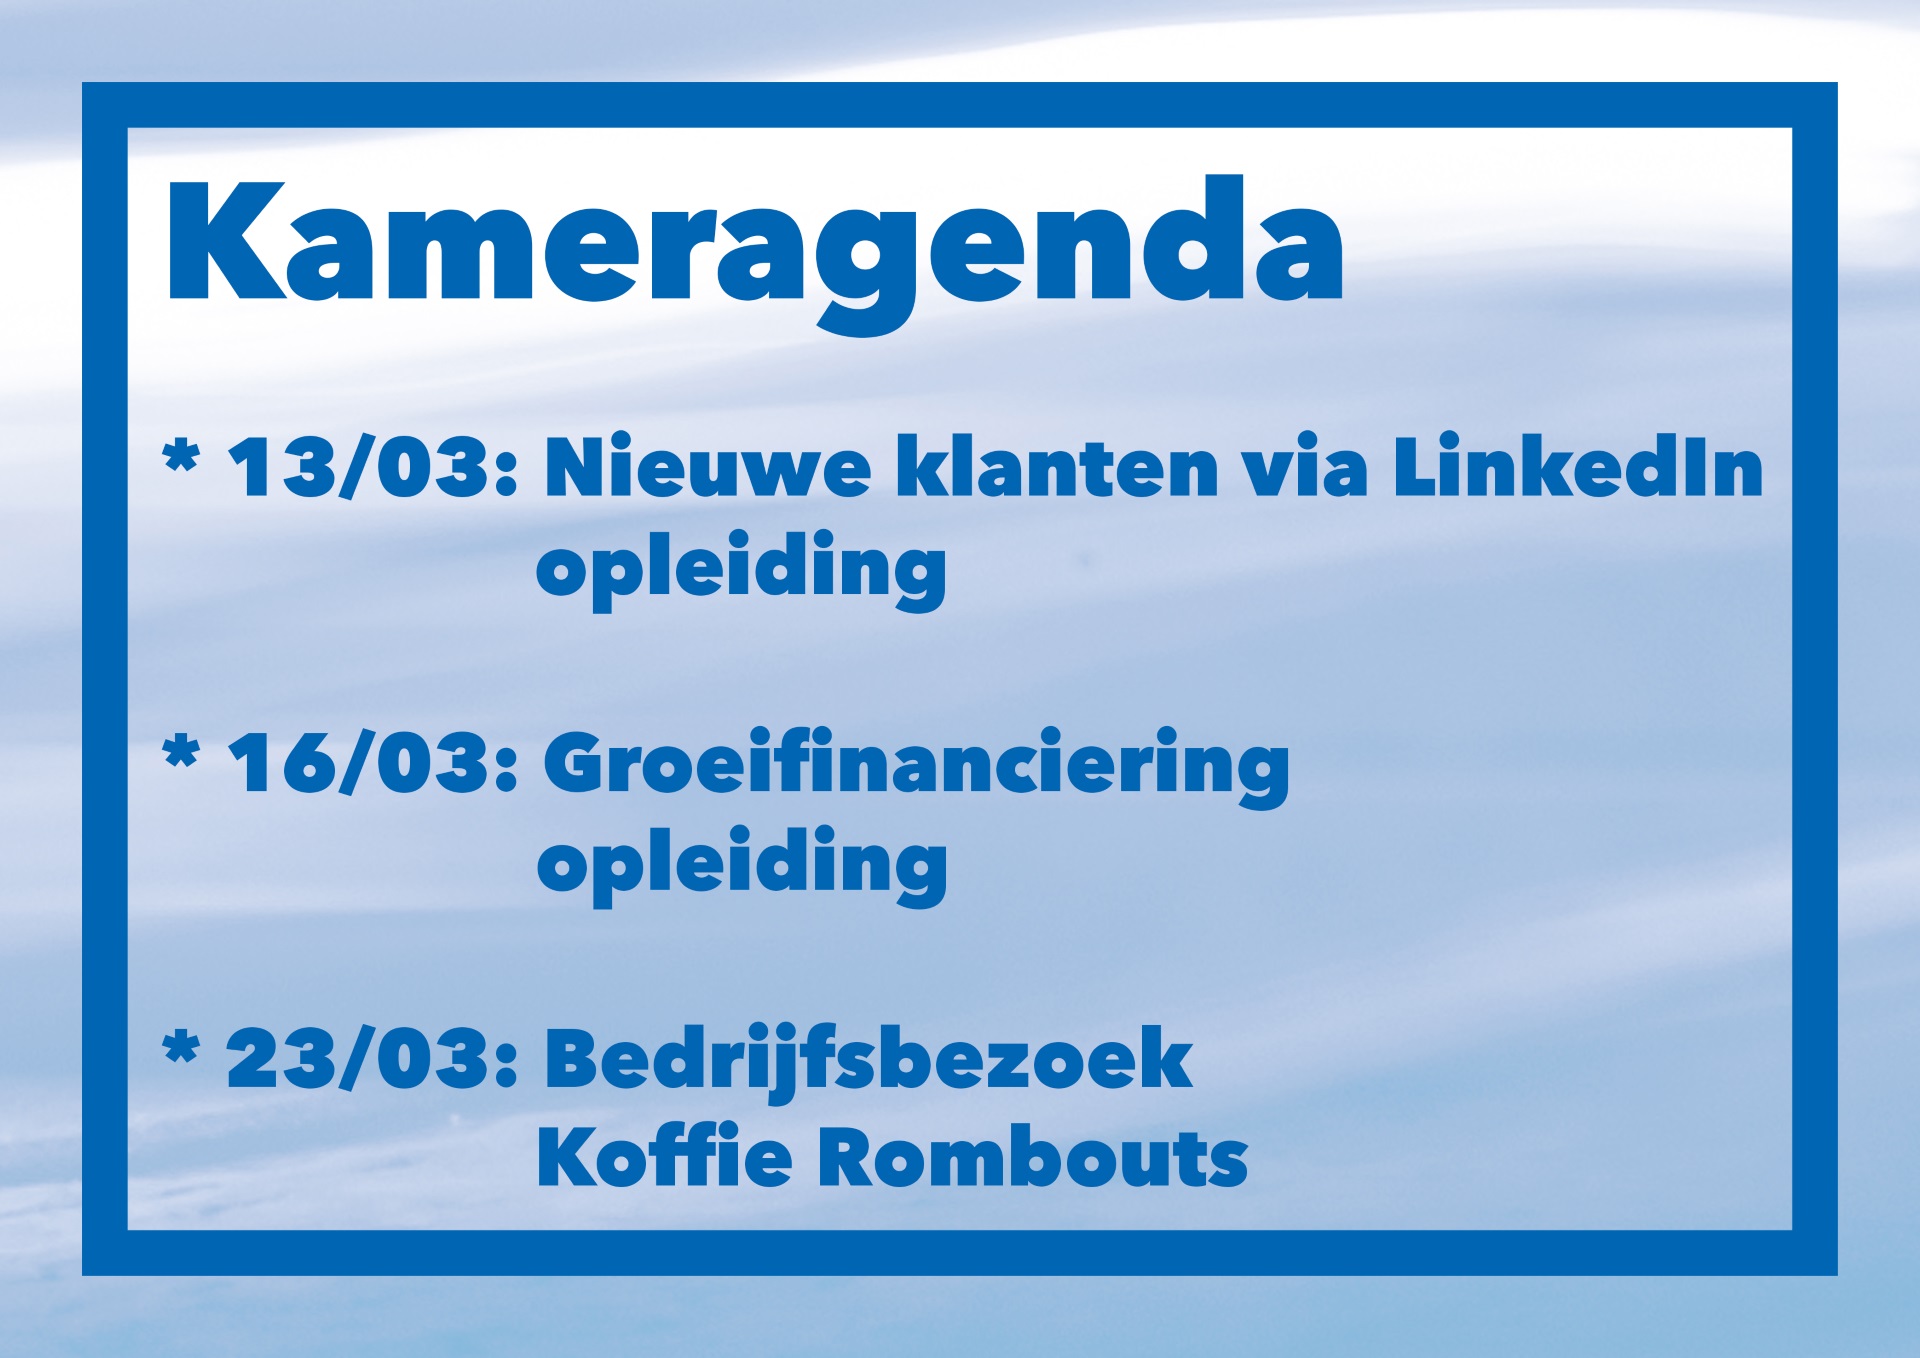 Kameragenda
* 13/03: Nieuwe klanten via LinkedIn
opleiding
* 16/03: Groeifinanciering
opleiding
* 23/03: Bedrijfsbezoek
Koffie Rombouts